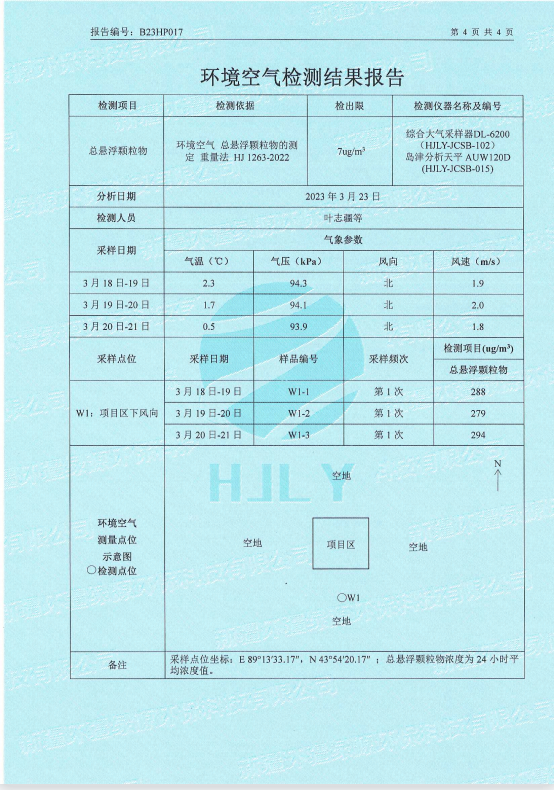 报告编号：B23HP017
第 4 页 共 4 页
环境空气检测结果报告
检测项目 检测依据 检出限 检测仪器名称及编号
总悬浮颗粒物
环境空气 总悬浮颗粒物的测
定 重量法 HJ 1263-2022
7ug/m³
综合大气采样器DL-6200
（HJLY-JCSB-102）
岛津分析天平 AUW120D
(HJLY-JCSB-015)
分析日期 2023 年 3 月 23 日
检测人员 叶志疆等
采样日期 气象参数
气温（℃） 气压（kPa） 风向 风速（m/s）
3 月 18 日-19 日 2.3 94.3 北 1.9
3 月 19 日-20 日 1.7 94.1 北 2.0
3 月 20 日-21 日 0.5 93.9 北 1.8
采样点位 采样日期 样品编号 采样频次 检测项目(ug/m³)
总悬浮颗粒物
W1：项目区下风向
3 月 18 日-19 日 W1-1 第 1 次 288
3 月 19 日-20 日 W1-2 第 1 次 279
3 月 20 日-21 日 W1-3 第 1 次 294
HJLY
环境空气
测量点位
示意图
○检测点位
N
空地
空地 项目区 空地
○W1
空地
备注
采样点位坐标：E 89°13′33.17″，N 43°54′20.17″ ；总悬浮颗粒物浓度为 24 小时平
均浓度值。